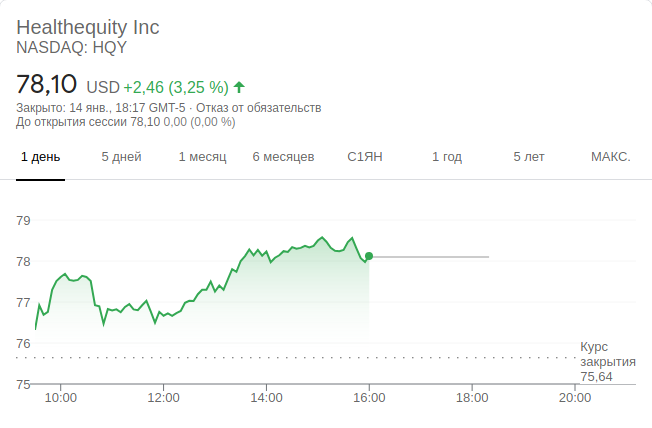 Healthequity Inc
NASDAQ: HQY
78,10 USD +2,46 (3,25 %)
Закрыто: 14 янв., 18:17 GMT-5 · Отказ от обязательств
До открытия сессии 78,10 0,00 (0,00 %)
1 день 5 дней 1 месяц 6 месяцев С1ЯН 1 год 5 лет МАКС.
79
78
77
76
Курс
закрытия
75,64
75
10:00 12:00 14:00 16:00 18:00 20:00